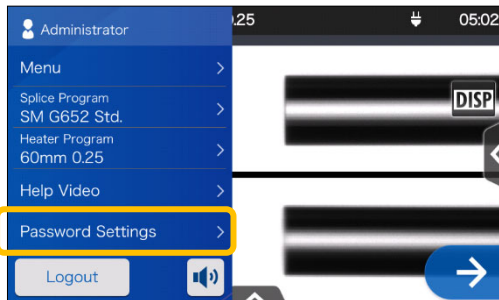 Administrator
.25
05:02
Menu
Splice Program
SM G652 Std.
Heater Program
60mm 0.25
Help Video
Password Settings
Logout
DISP